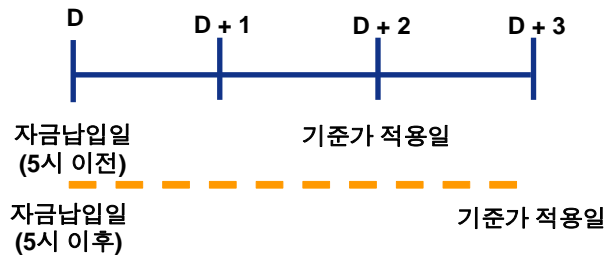 D D + 1 D + 2 D + 3
자금납입일 기준가 적용일
(5시 이전)
자금납입일 기준가 적용일
(5시 이후)